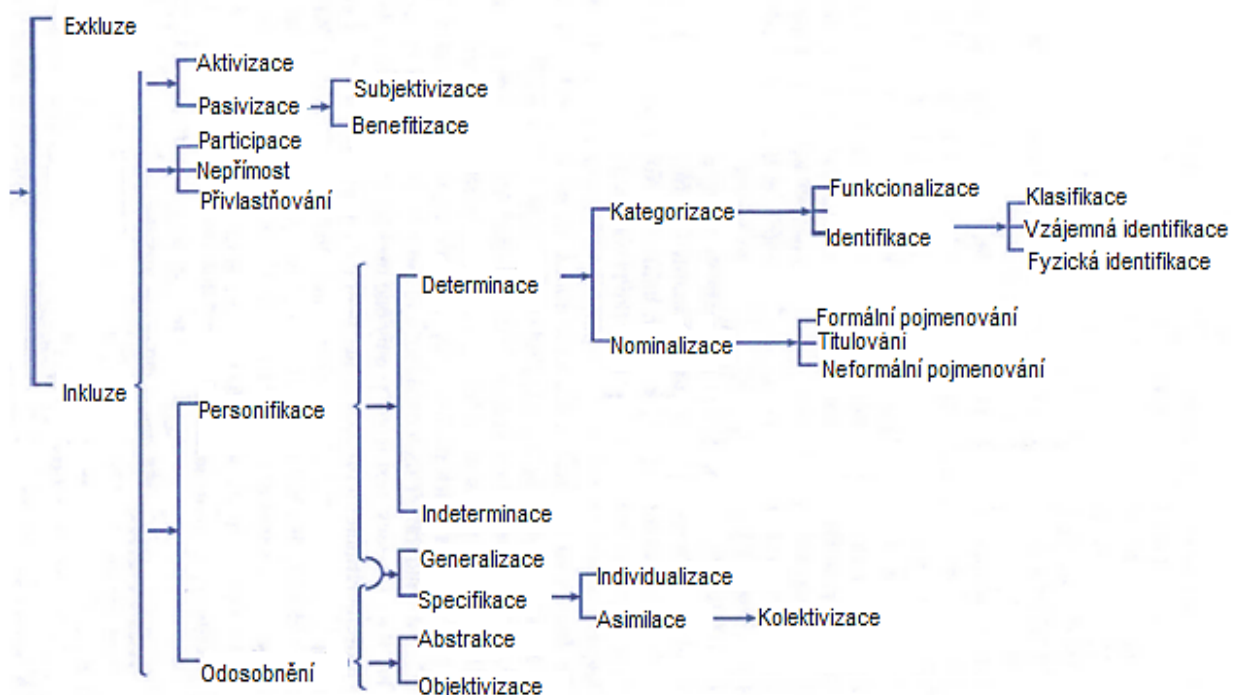 Exkluze
Aktivizace
Subjektivizace
Pasivizace
Benefitizace
Participace
Nepřímost
Přivlastňování
Funkcionalizace
Klasifikace
Kategorizace
Vzájemná identifikace
Identifikace
Fyzická identifikace
Determinace
Formální pojmenování
Nominalizace
Titulování
Neformální pojmenování
Inkluze
Personifikace
Indeterminace
Generalizace
Individualizace
Specifikace
Asimilace
Kolektivizace
Abstrakce
Odosobnění
Objektivizace